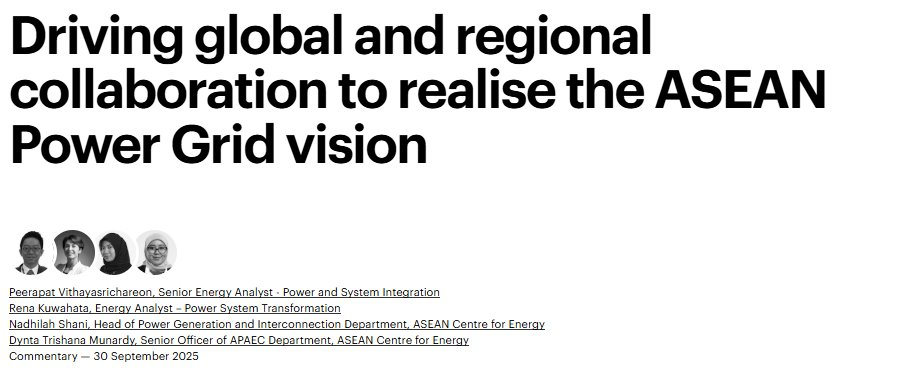 Driving global and regional
collaboration to realise the ASEAN
Power Grid vision
Peerapat Vithayasrichareon, Senior Energy Analyst - Power and System Integration
Rena Kuwahata, Energy Analyst – Power System Transformation
Nadhilah Shani, Head of Power Generation and Interconnection Department, ASEAN Centre for Energy
Dynta Trishana Munardy, Senior Officer of APAEC Department, ASEAN Centre for Energy
Commentary — 30 September 2025